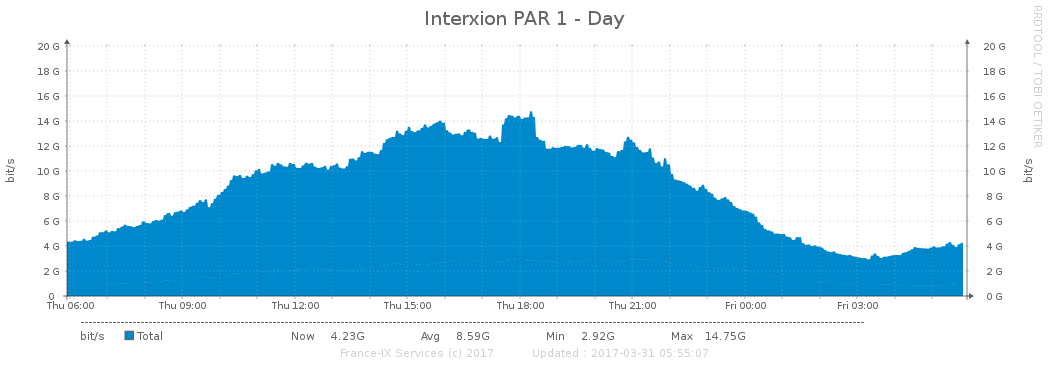 Interxion PAR 1 - Day
RRDTOOL / TOBI OETIKER
20 G 20 G
18 G 18 G
16 G 16 G
14 G 14 G
12 G 12 G
10 G 10 G
8 G 8 G
6 G 6 G
4 G 4 G
2 G 2 G
0 0 G
bit/s
bit/s
Thu 06:00 Thu 09:00 Thu 12:00 Thu 15:00 Thu 18:00 Thu 21:00 Fri 00:00 Fri 03:00
bit/s Total Now 4.23G Avg 8.59G Min 2.92G Max 14.75G
France-IX Services (c) 2017 Updated : 2017-03-31 05:55:07